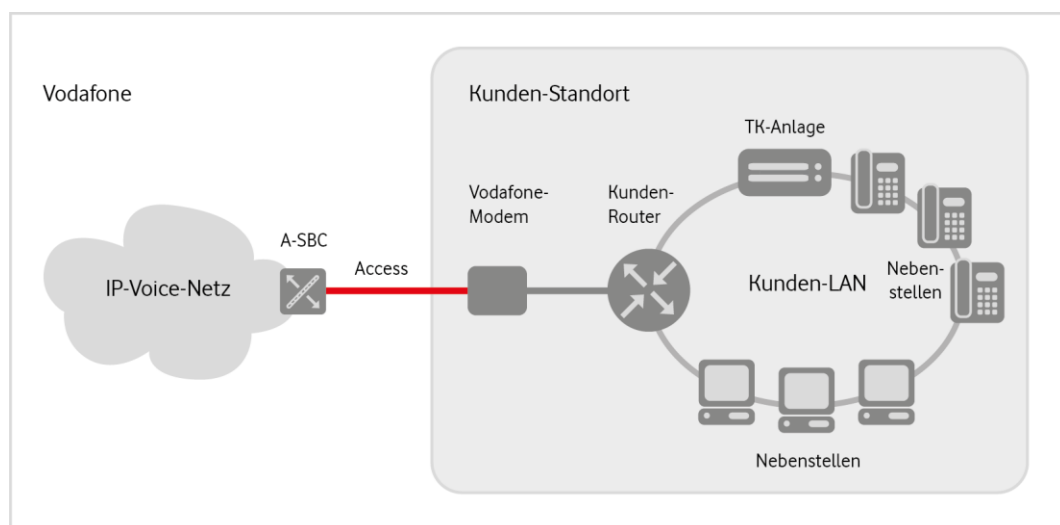 Vodafone
Kunden-Standort
TK-Anlage
Vodafone-
Modem
Kunden-
Router
A-SBC
Access
IP-Voice-Netz
Kunden-LAN
Neben-
stellen
Nebenstellen